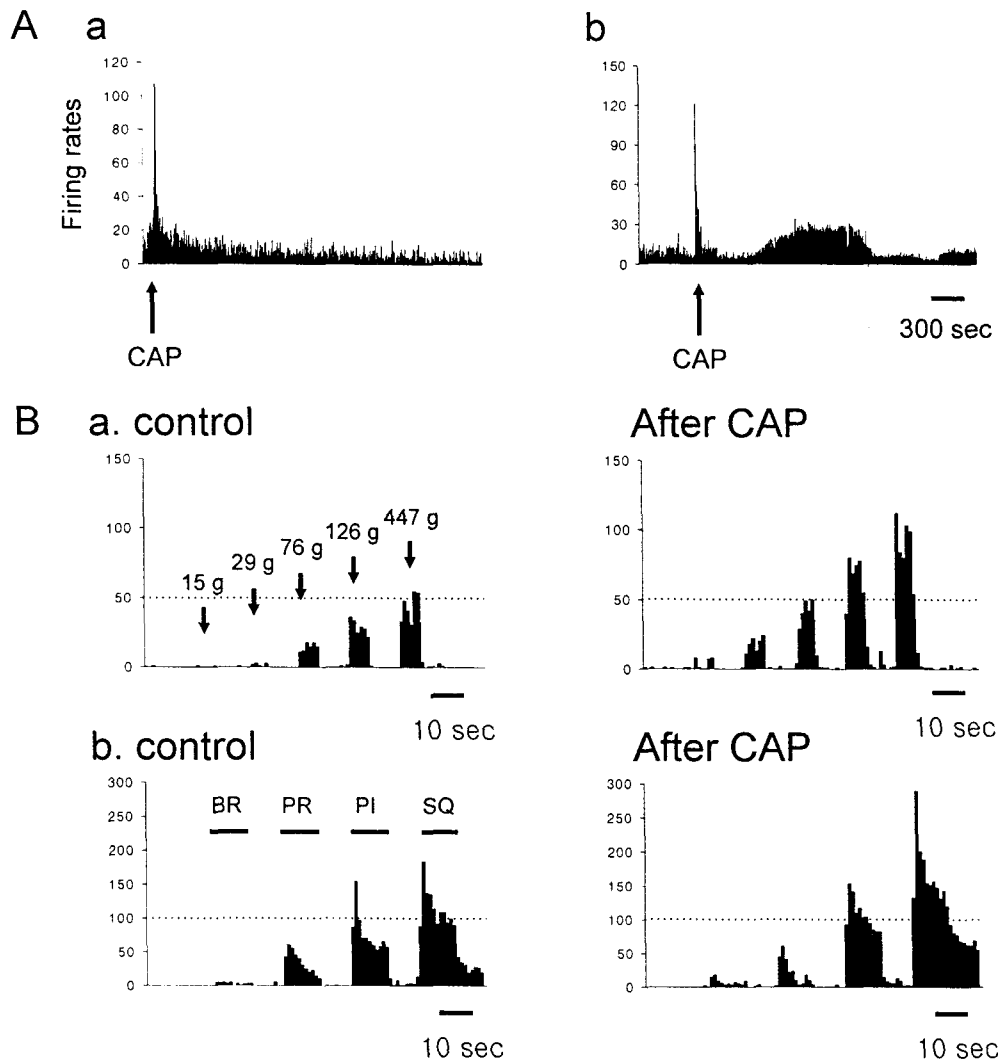 A a b
Firing rates
120
100
80
60
40
20
0
CAP
150
120
90
60
30
0
CAP
300 sec
B a. control After CAP
150
100
50
0
15 g
29 g
76 g
126 g
447 g
10 sec
150
100
50
0
10 sec
b. control After CAP
300
250
200
150
100
50
0
BR PR PI SQ
10 sec
300
250
200
150
100
50
0
10 sec